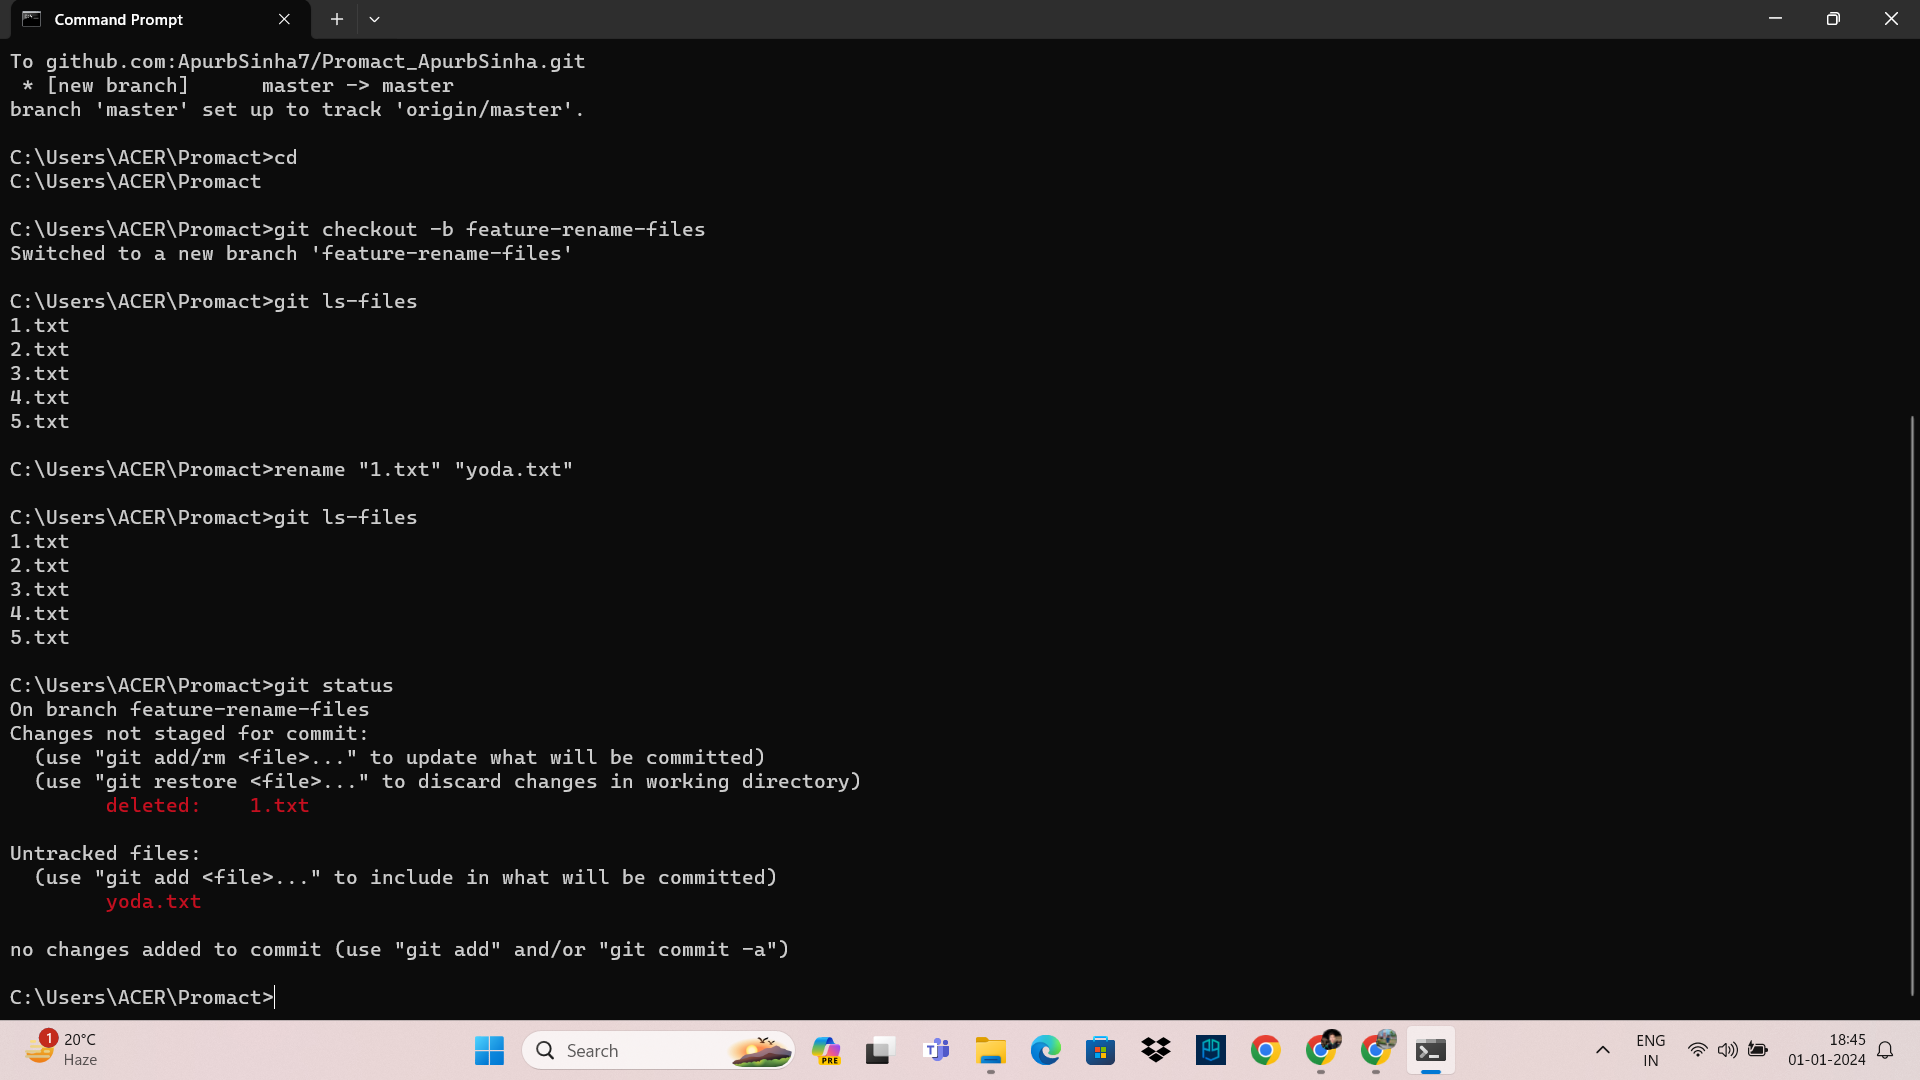 Command Prompt
To github.com:ApurbSinha7/Promact_ApurbSinha.git
 * [new branch]      master -> master
branch 'master' set up to track 'origin/master'.
C:\Users\ACER\Promact>cd
C:\Users\ACER\Promact
C:\Users\ACER\Promact>git checkout -b feature-rename-files
Switched to a new branch 'feature-rename-files'
C:\Users\ACER\Promact>git ls-files
1.txt
2.txt
3.txt
4.txt
5.txt
C:\Users\ACER\Promact>rename "1.txt" "yoda.txt"
C:\Users\ACER\Promact>git ls-files
1.txt
2.txt
3.txt
4.txt
5.txt
C:\Users\ACER\Promact>git status
On branch feature-rename-files
Changes not staged for commit:
  (use "git add/rm <file>..." to update what will be committed)
  (use "git restore <file>..." to discard changes in working directory)
        deleted:    1.txt
Untracked files:
  (use "git add <file>..." to include in what will be committed)
        yoda.txt
no changes added to commit (use "git add" and/or "git commit -a")
C:\Users\ACER\Promact>
1
20°C
Haze
Search
PRE
ENG
IN
18:45
01-01-2024